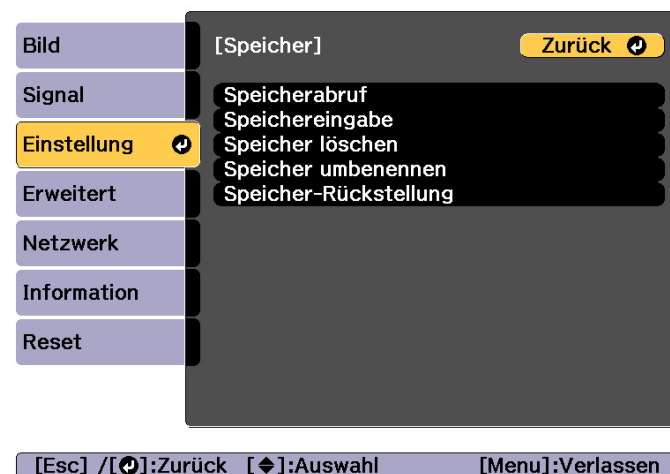 Bild
Signal
Einstellung
Erweitert
Netzwerk
Information
Reset
[Speicher] Zurück
Speicherabruf
Speichereingabe
Speicher löschen
Speicher umbenennen
Speicher-Rückstellung
[Esc] /[⏎]:Zurück [◆]:Auswahl [Menu]:Verlassen